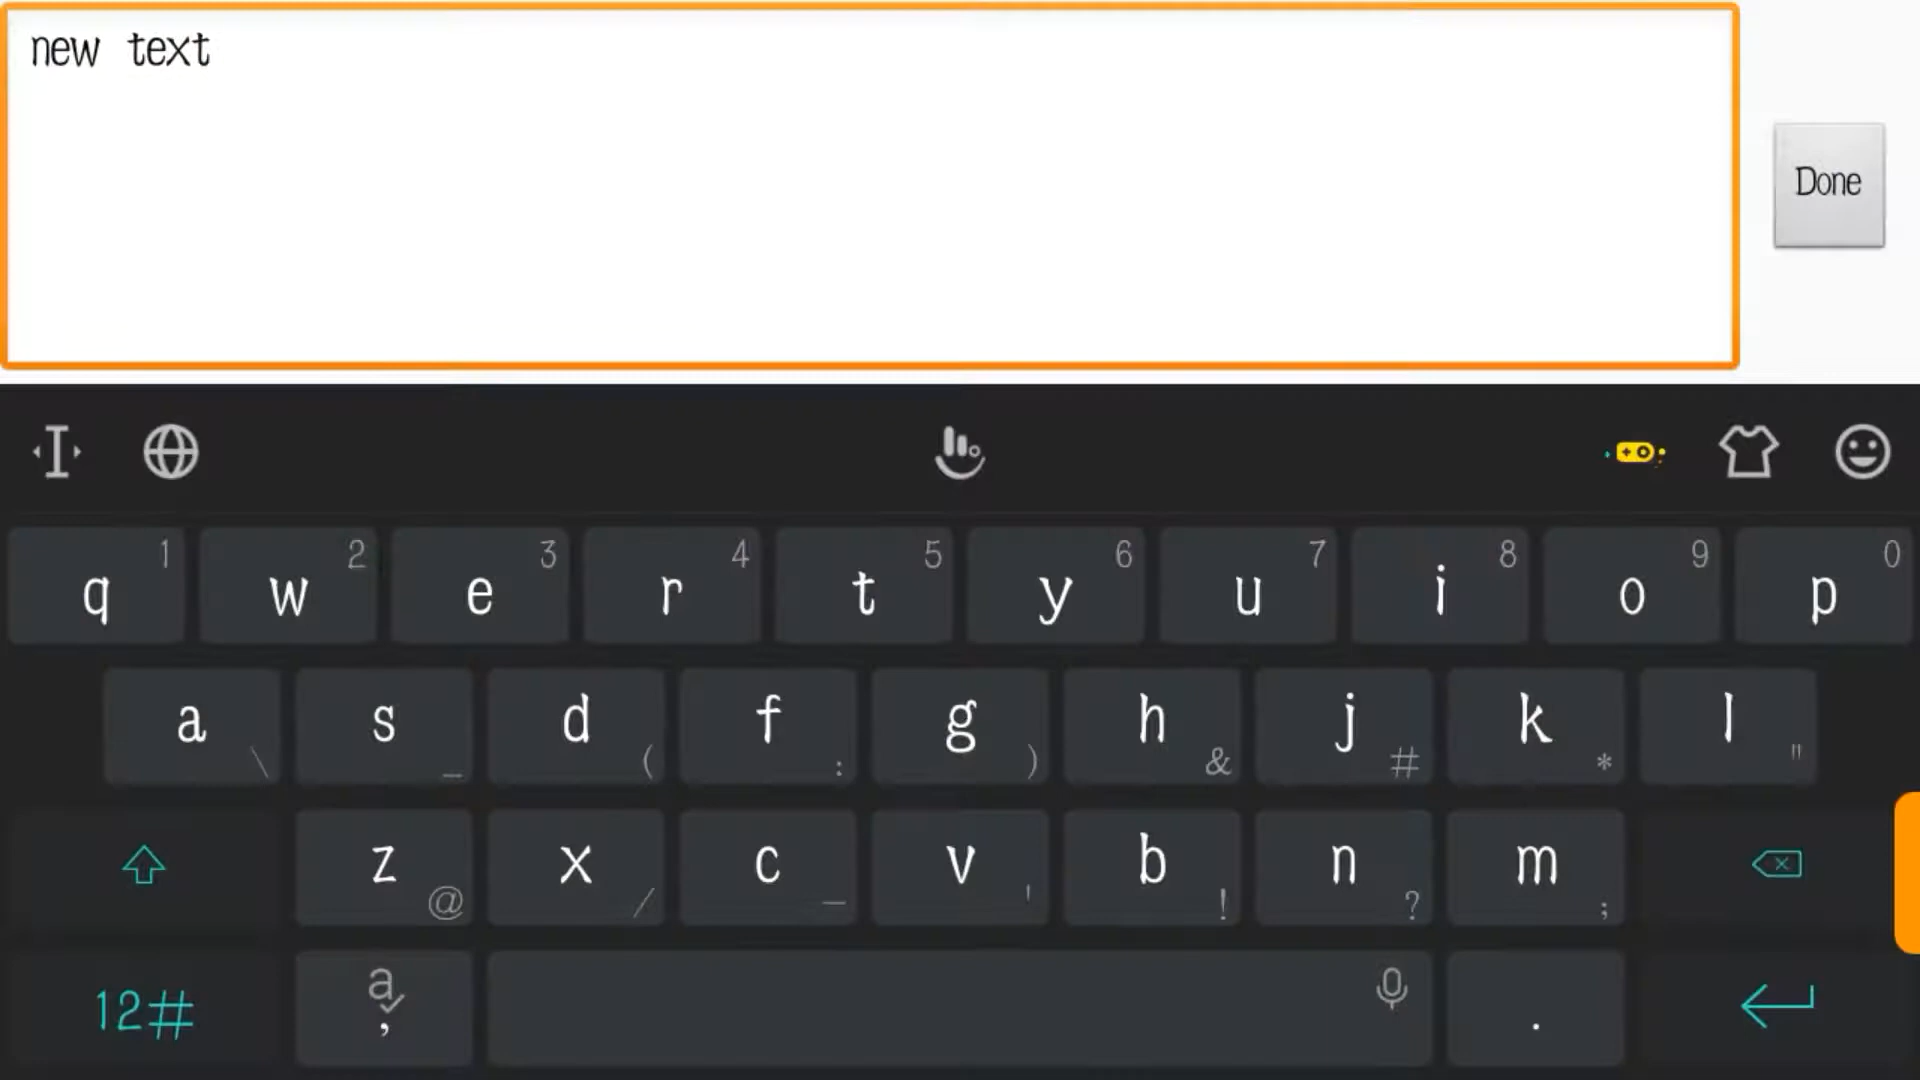 new text
Done
1 2 3 4 5 6 7 8 9 0
q w e r t y u i o p
a s d f g h j k l
\ _ ( : ) & # * "
z x c v b n m
@ / — ' ! ? ;
12# a , .